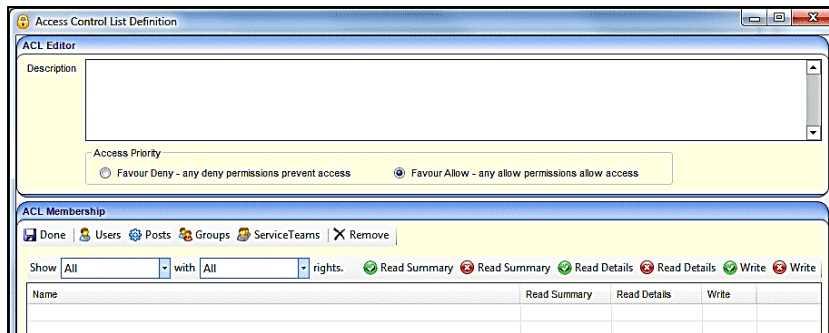 Access Control List Definition
ACL Editor
Description
Access Priority
Favour Deny - any deny permissions prevent access Favour Allow - any allow permissions allow access
ACL Membership
Done Users Posts Groups ServiceTeams Remove
Show All with All rights. Read Summary Read Summary Read Details Read Details Write Write
Name Read Summary Read Details Write